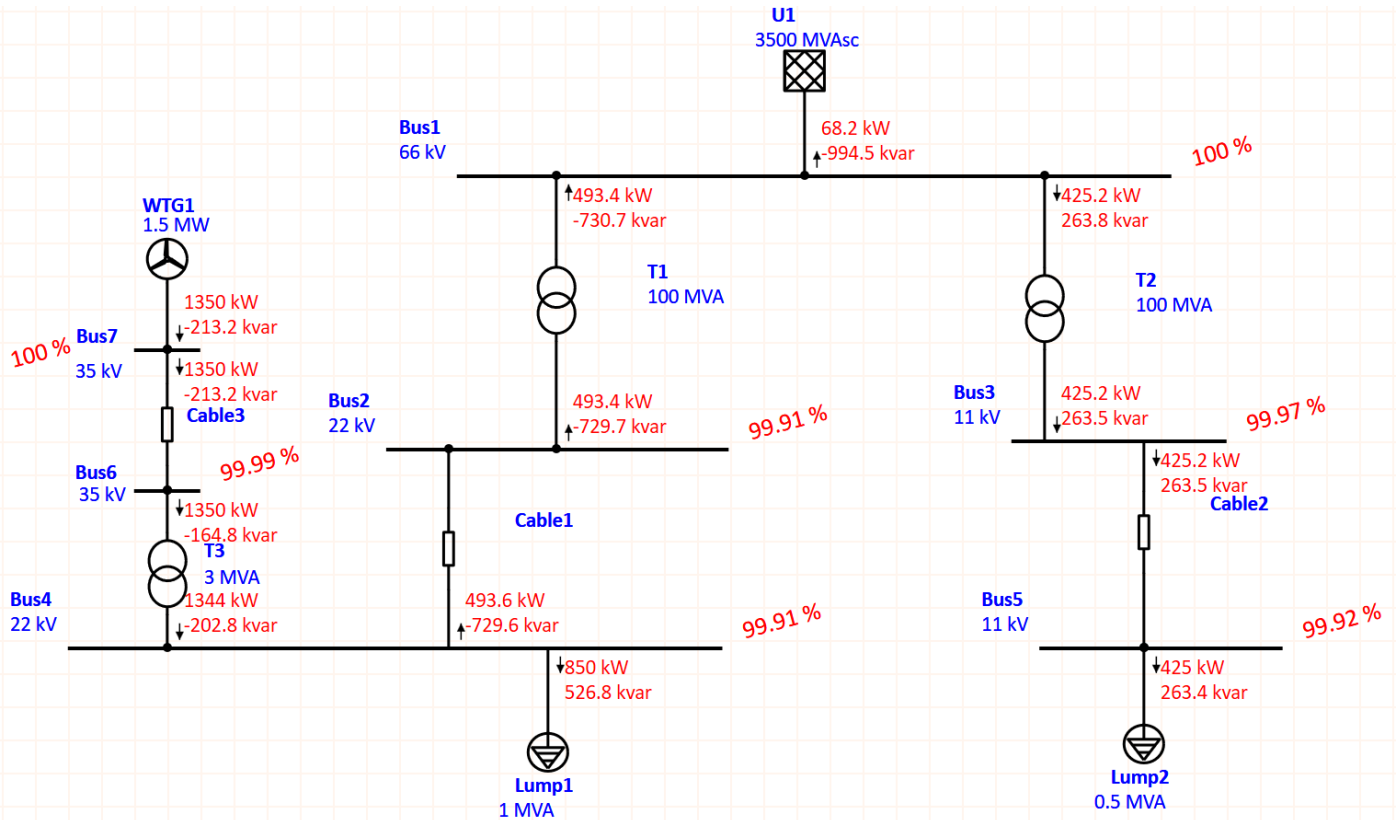 U1
3500 MVAsc
68.2 kW
-994.5 kvar
Bus1
66 kV
100 %
493.4 kW
-730.7 kvar
425.2 kW
263.8 kvar
WTG1
1.5 MW
T1
100 MVA
T2
100 MVA
1350 kW
-213.2 kvar
Bus7
35 kV
100 %
1350 kW
-213.2 kvar
Cable3
Bus2
22 kV
493.4 kW
-729.7 kvar
99.91 %
Bus3
11 kV
425.2 kW
263.5 kvar
99.97 %
Bus6
35 kV
99.99 %
1350 kW
-164.8 kvar
Cable1
425.2 kW
263.5 kvar
Cable2
T3
3 MVA
1344 kW
-202.8 kvar
Bus4
22 kV
493.6 kW
-729.6 kvar
99.91 %
Bus5
11 kV
99.92 %
850 kW
526.8 kvar
425 kW
263.4 kvar
Lump1
1 MVA
Lump2
0.5 MVA